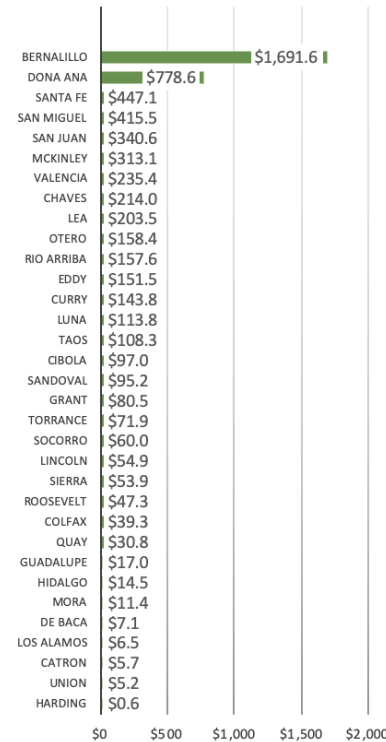 BERNALILLO $1,691.6
DONA ANA $778.6
SANTA FE $447.1
SAN MIGUEL $415.5
SAN JUAN $340.6
MCKINLEY $313.1
VALENCIA $235.4
CHAVES $214.0
LEA $203.5
OTERO $158.4
RIO ARRIBA $157.6
EDDY $151.5
CURRY $143.8
LUNA $113.8
TAOS $108.3
CIBOLA $97.0
SANDOVAL $95.2
GRANT $80.5
TORRANCE $71.9
SOCORRO $60.0
LINCOLN $54.9
SIERRA $53.9
ROOSEVELT $47.3
COLFAX $39.3
QUAY $30.8
GUADALUPE $17.0
HIDALGO $14.5
MORA $11.4
DE BACA $7.1
LOS ALAMOS $6.5
CATRON $5.7
UNION $5.2
HARDING $0.6
$0 $500 $1,000 $1,500 $2,000